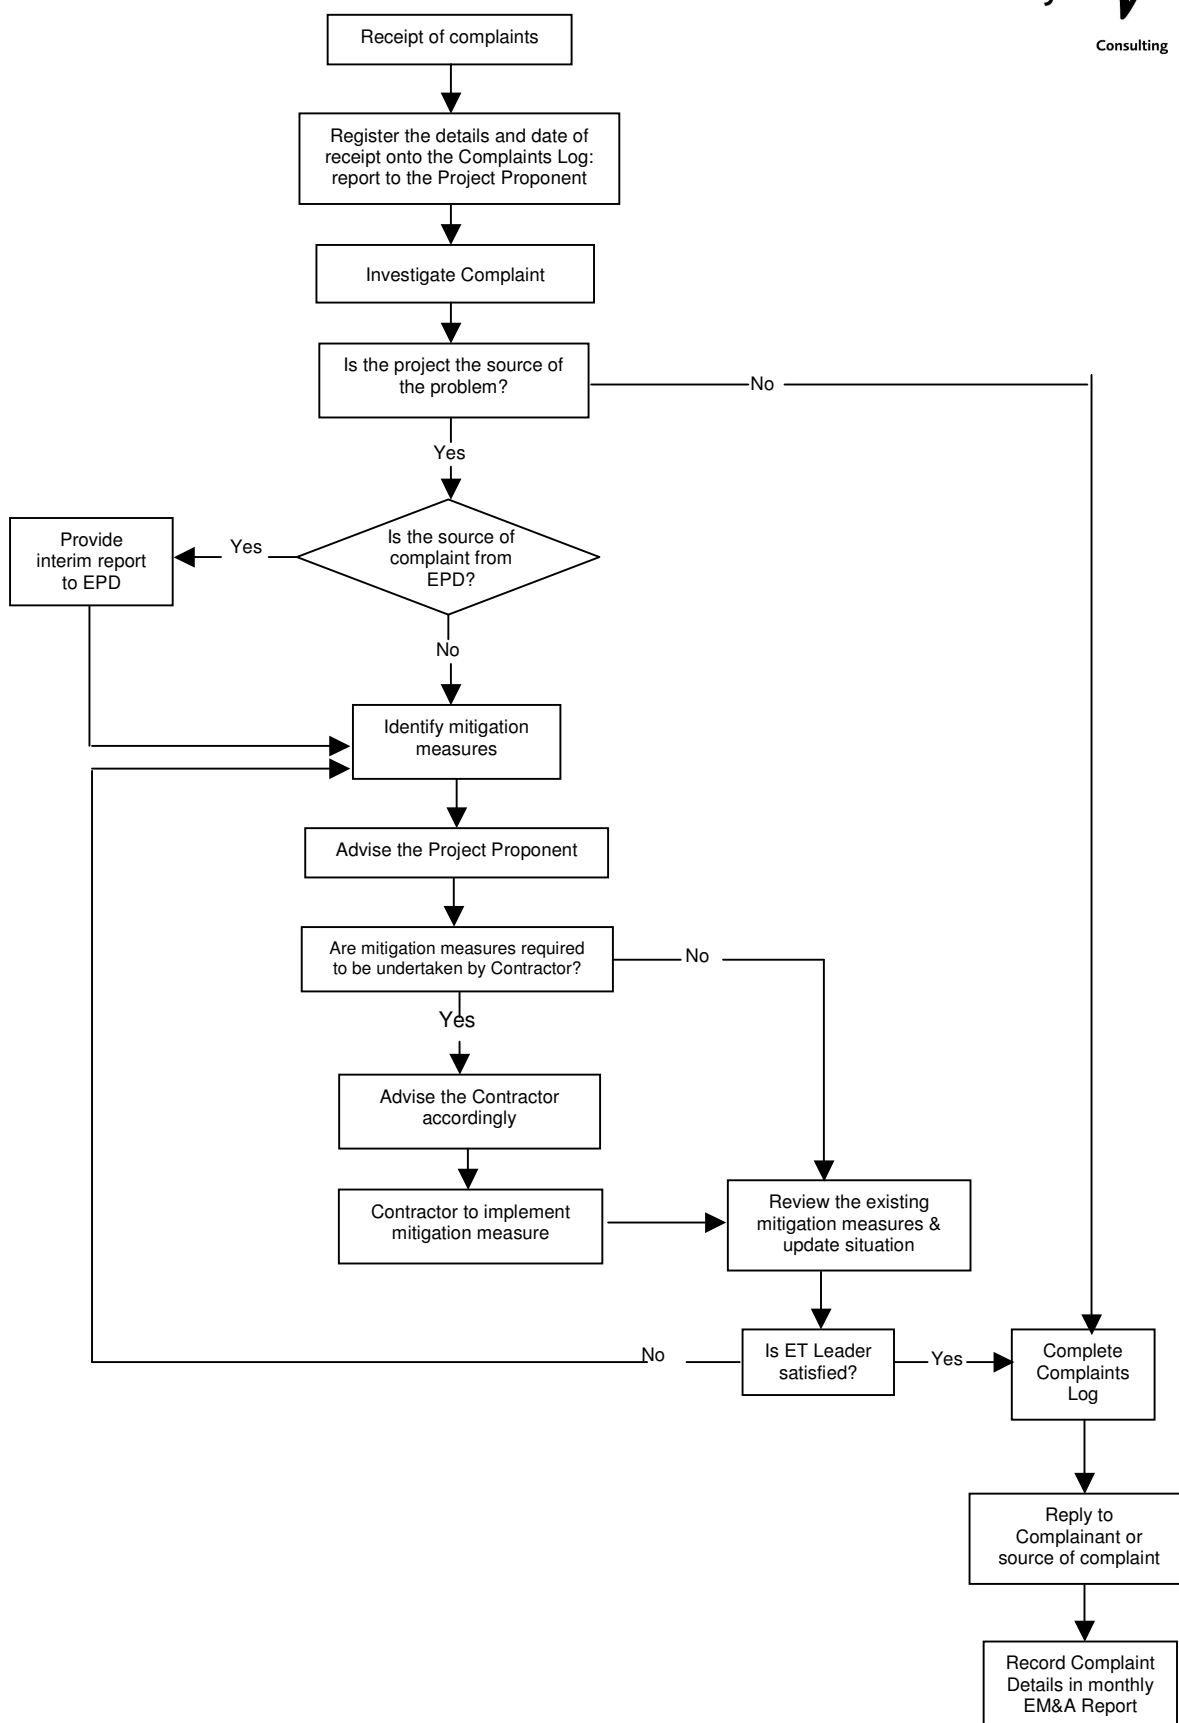 Consulting
Receipt of complaints
Register the details and date of
receipt onto the Complaints Log:
report to the Project Proponent
Investigate Complaint
Is the project the source of
the problem?
No
Yes
Is the source of
complaint from
EPD?
Yes
Provide
interim report
to EPD
No
Identify mitigation
measures
Advise the Project Proponent
Are mitigation measures required
to be undertaken by Contractor?
No
Yes
Advise the Contractor
accordingly
Contractor to implement
mitigation measure
Review the existing
mitigation measures &
update situation
Is ET Leader
satisfied?
No
Yes
Complete
Complaints
Log
Reply to
Complainant or
source of complaint
Record Complaint
Details in monthly
EM&A Report